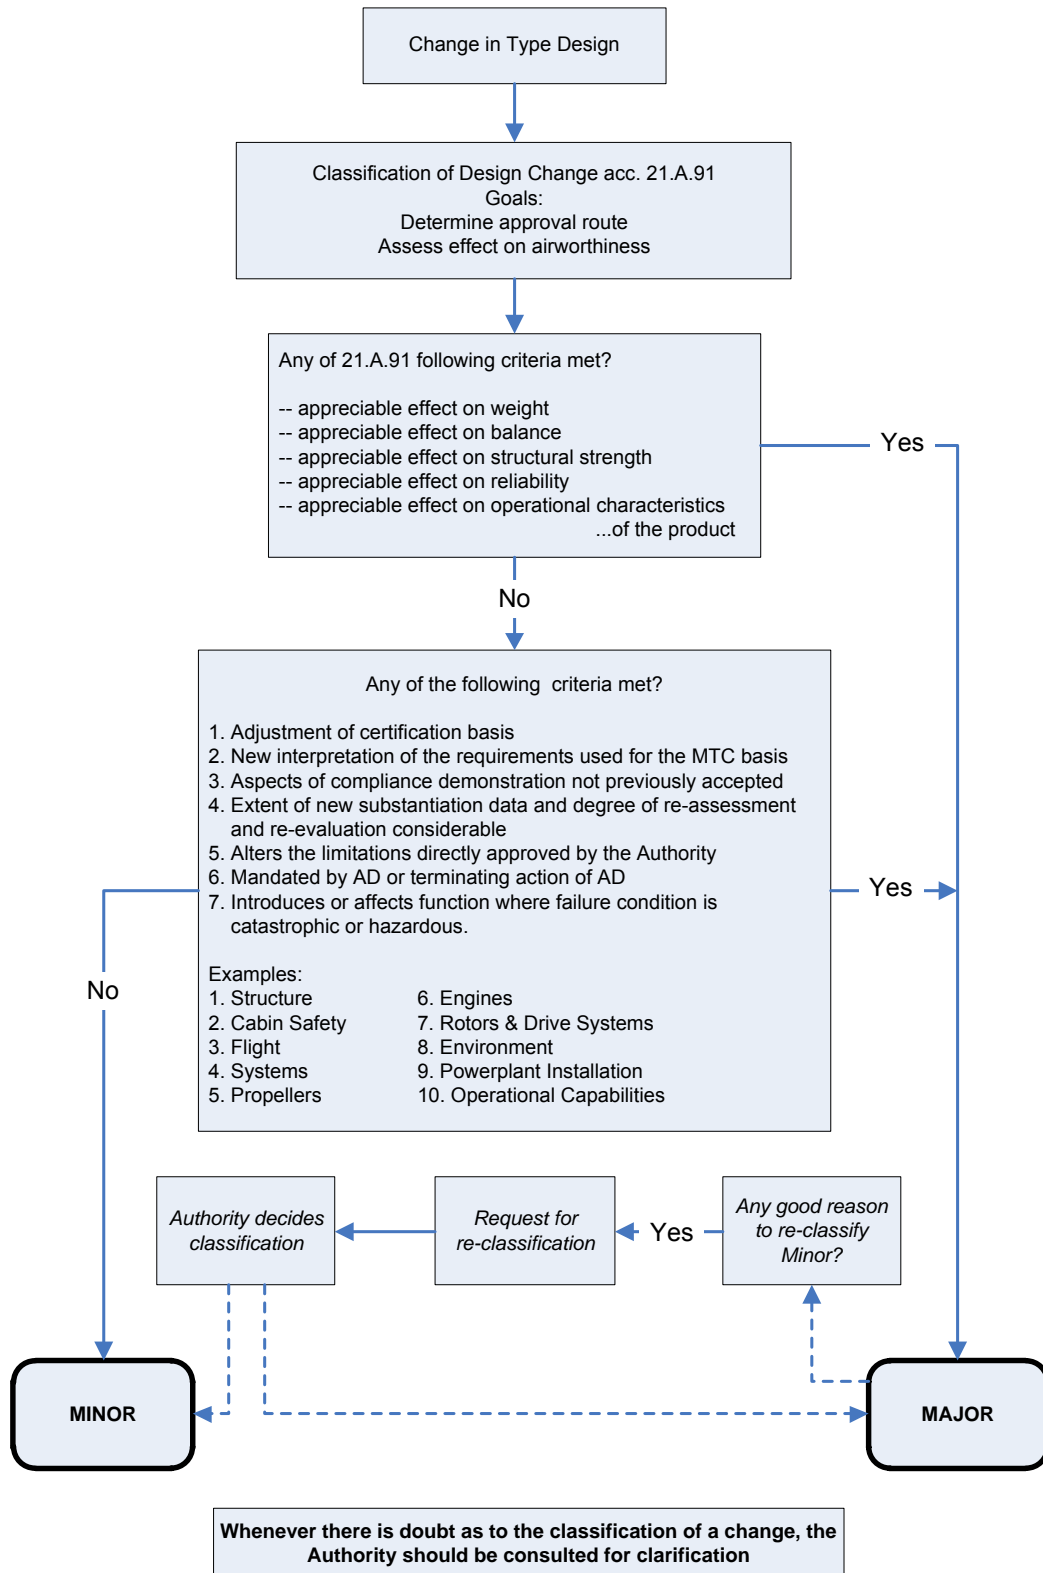 Change in Type Design
Classification of Design Change acc. 21.A.91
Goals:
Determine approval route
Assess effect on airworthiness
Any of 21.A.91 following criteria met?
-- appreciable effect on weight
-- appreciable effect on balance
-- appreciable effect on structural strength
-- appreciable effect on reliability
-- appreciable effect on operational characteristics
...of the product
Yes
No
Any of the following criteria met?
1. Adjustment of certification basis
2. New interpretation of the requirements used for the MTC basis
3. Aspects of compliance demonstration not previously accepted
4. Extent of new substantiation data and degree of re-assessment
and re-evaluation considerable
5. Alters the limitations directly approved by the Authority
6. Mandated by AD or terminating action of AD
7. Introduces or affects function where failure condition is
catastrophic or hazardous.
Yes
No
Examples:
1. Structure
2. Cabin Safety
3. Flight
4. Systems
5. Propellers
6. Engines
7. Rotors & Drive Systems
8. Environment
9. Powerplant Installation
10. Operational Capabilities
Authority decides
classification
Request for
re-classification
Yes
Any good reason
to re-classify
Minor?
MINOR
MAJOR
Whenever there is doubt as to the classification of a change, the
Authority should be consulted for clarification